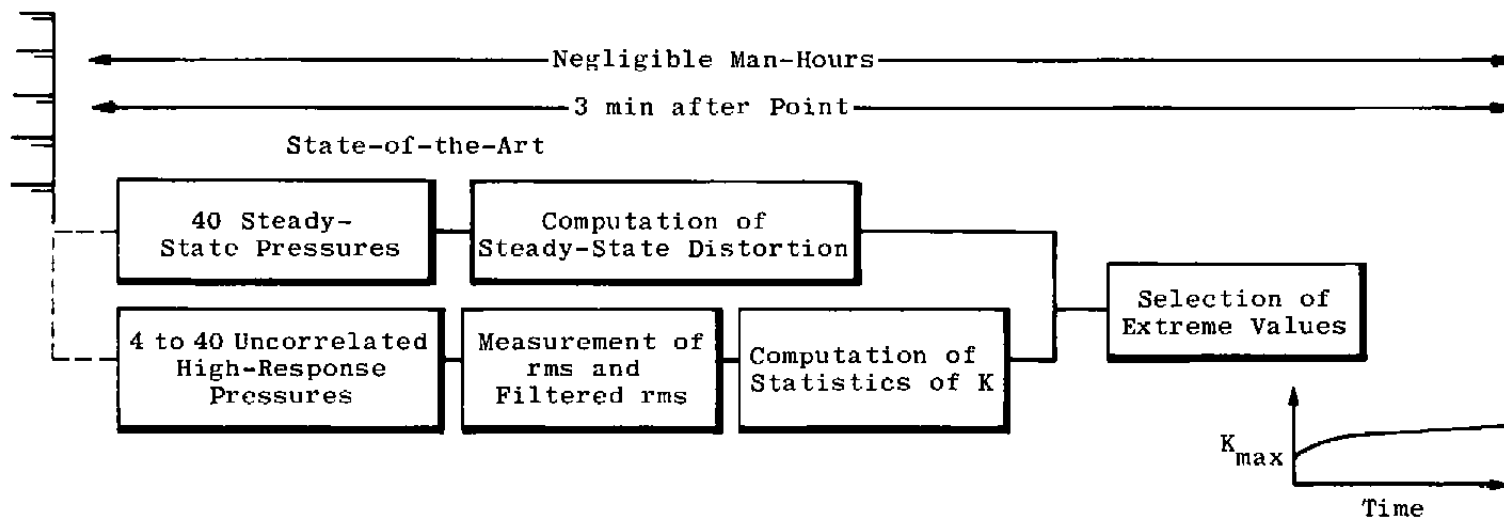 Negligible Man-Hours
3 min after Point
State-of-the-Art
40 Steady-
State Pressures
Computation of
Steady-State Distortion
4 to 40 Uncorrelated
High-Response
Pressures
Measurement of
rms and
Filtered rms
Computation of
Statistics of K
Selection of
Extreme Values
K max
Time